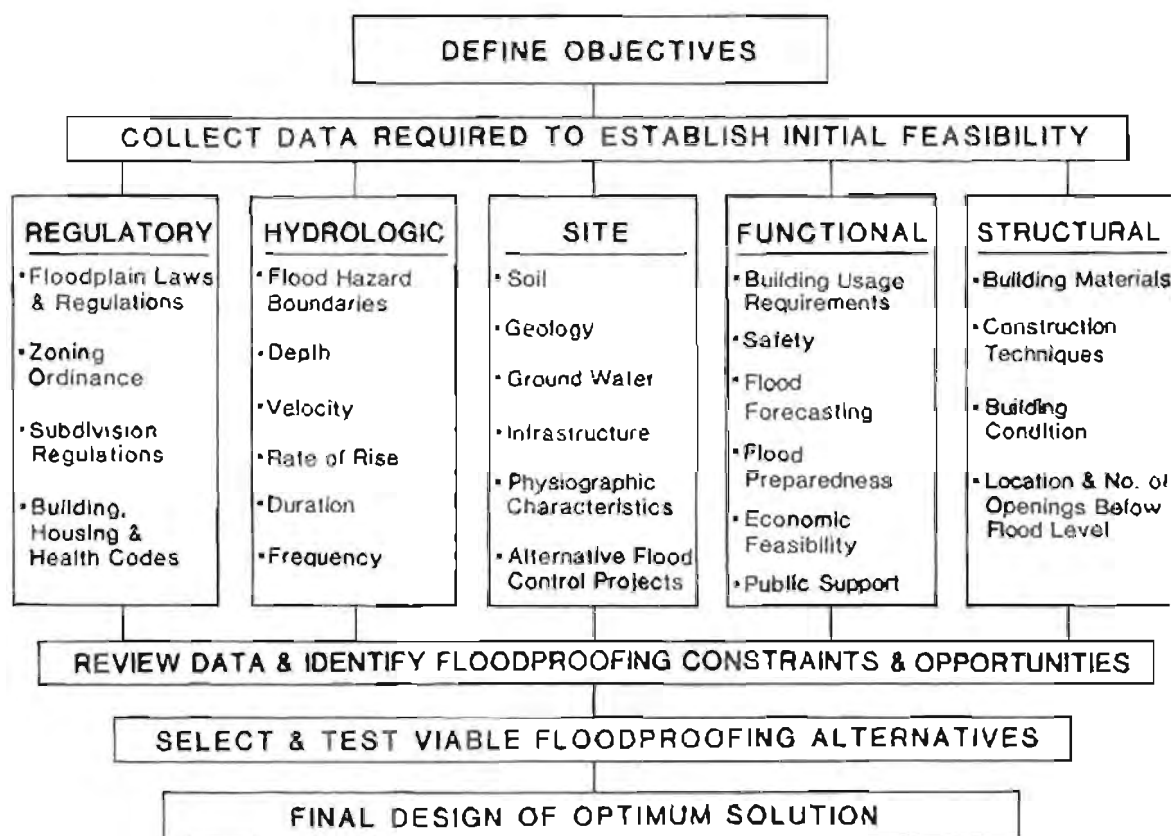 DEFINE OBJECTIVES
COLLECT DATA REQUIRED TO ESTABLISH INITIAL FEASIBILITY
REGULATORY
•Floodplain Laws
& Regulations
•Zoning
Ordinance
•Subdivision
Regulations
•Building,
Housing &
Health Codes
HYDROLOGIC
•Flood Hazard
Boundaries
•Depth
•Velocity
•Rate of Rise
•Duration
•Frequency
SITE
•Soil
•Geology
•Ground Water
•Infrastructure
•Physiographic
Characteristics
•Alternative Flood
Control Projects
FUNCTIONAL
•Building Usage
Requirements
•Safety
•Flood
Forecasting
•Flood
Preparedness
•Economic
Feasibility
•Public Support
STRUCTURAL
•Building Materials
•Construction
Techniques
•Building
Condition
•Location & No. of
Openings Below
Flood Level
REVIEW DATA & IDENTIFY FLOODPROOFING CONSTRAINTS & OPPORTUNITIES
SELECT & TEST VIABLE FLOODPROOFING ALTERNATIVES
FINAL DESIGN OF OPTIMUM SOLUTION